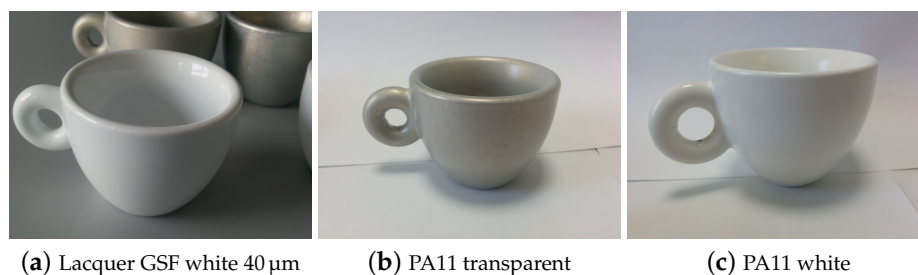 (a) Lacquer GSF white 40 µm
(b) PA11 transparent
(c) PA11 white